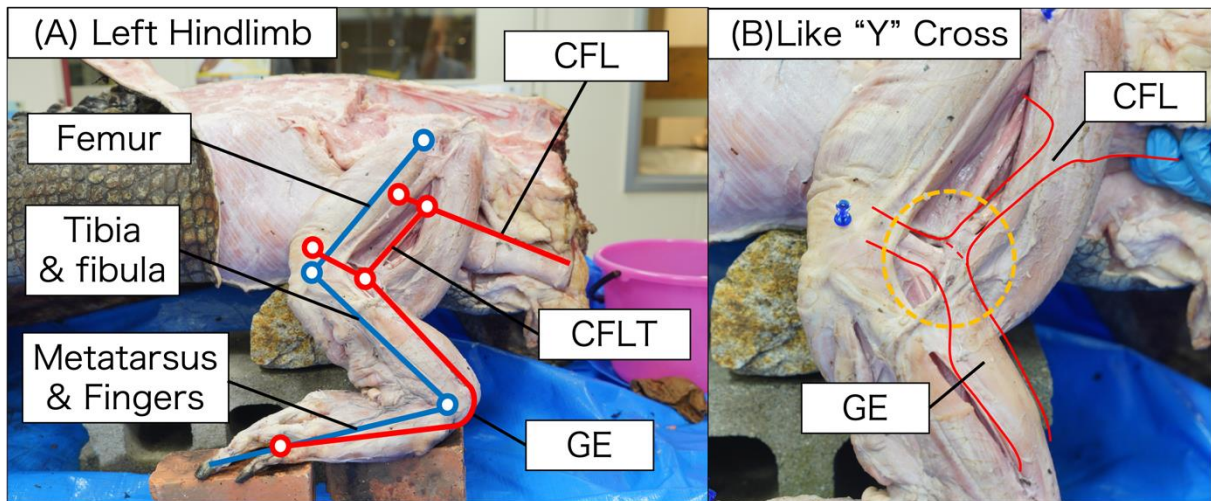 (A) Left Hindlimb
CFL
Femur
Tibia
& fibula
CFLT
Metatarsus
& Fingers
GE
(B)Like “Y” Cross
CFL
GE